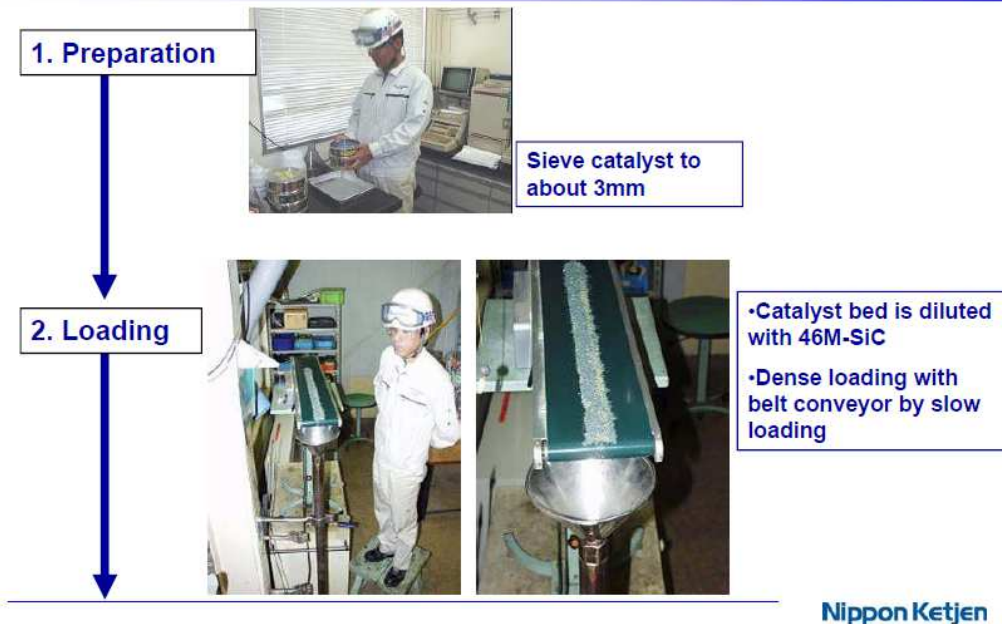 1. Preparation
Sieve catalyst to
about 3mm
2. Loading
•Catalyst bed is diluted
with 46M-SiC
•Dense loading with
belt conveyor by slow
loading
Nippon Ketjen